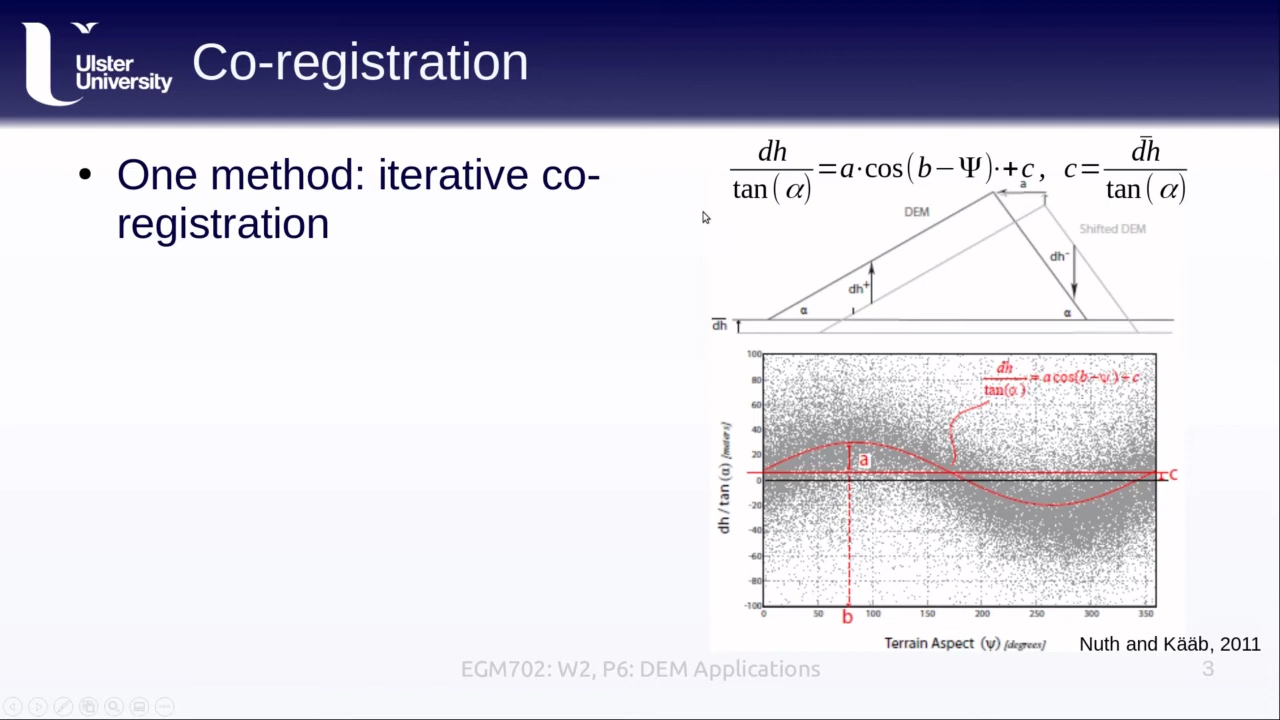 Ulster
University
Co-registration
• One method: iterative co-
registration
dh/tan(α)=a·cos(b−Ψ)·+c, c=d̄h/tan(α)
a
DEM
Shifted DEM
dh⁺
dh⁻
α
α
d̄h
dh/tan(α) = a cos(b−ψ)+c
a
c
b
100
80
60
40
20
0
-20
-40
-60
-80
-100
0 50 100 150 200 250 300 350
dh / tan (α) [meters]
Terrain Aspect (ψ) [degrees]
Nuth and Kääb, 2011
EGM702: W2, P6: DEM Applications
3